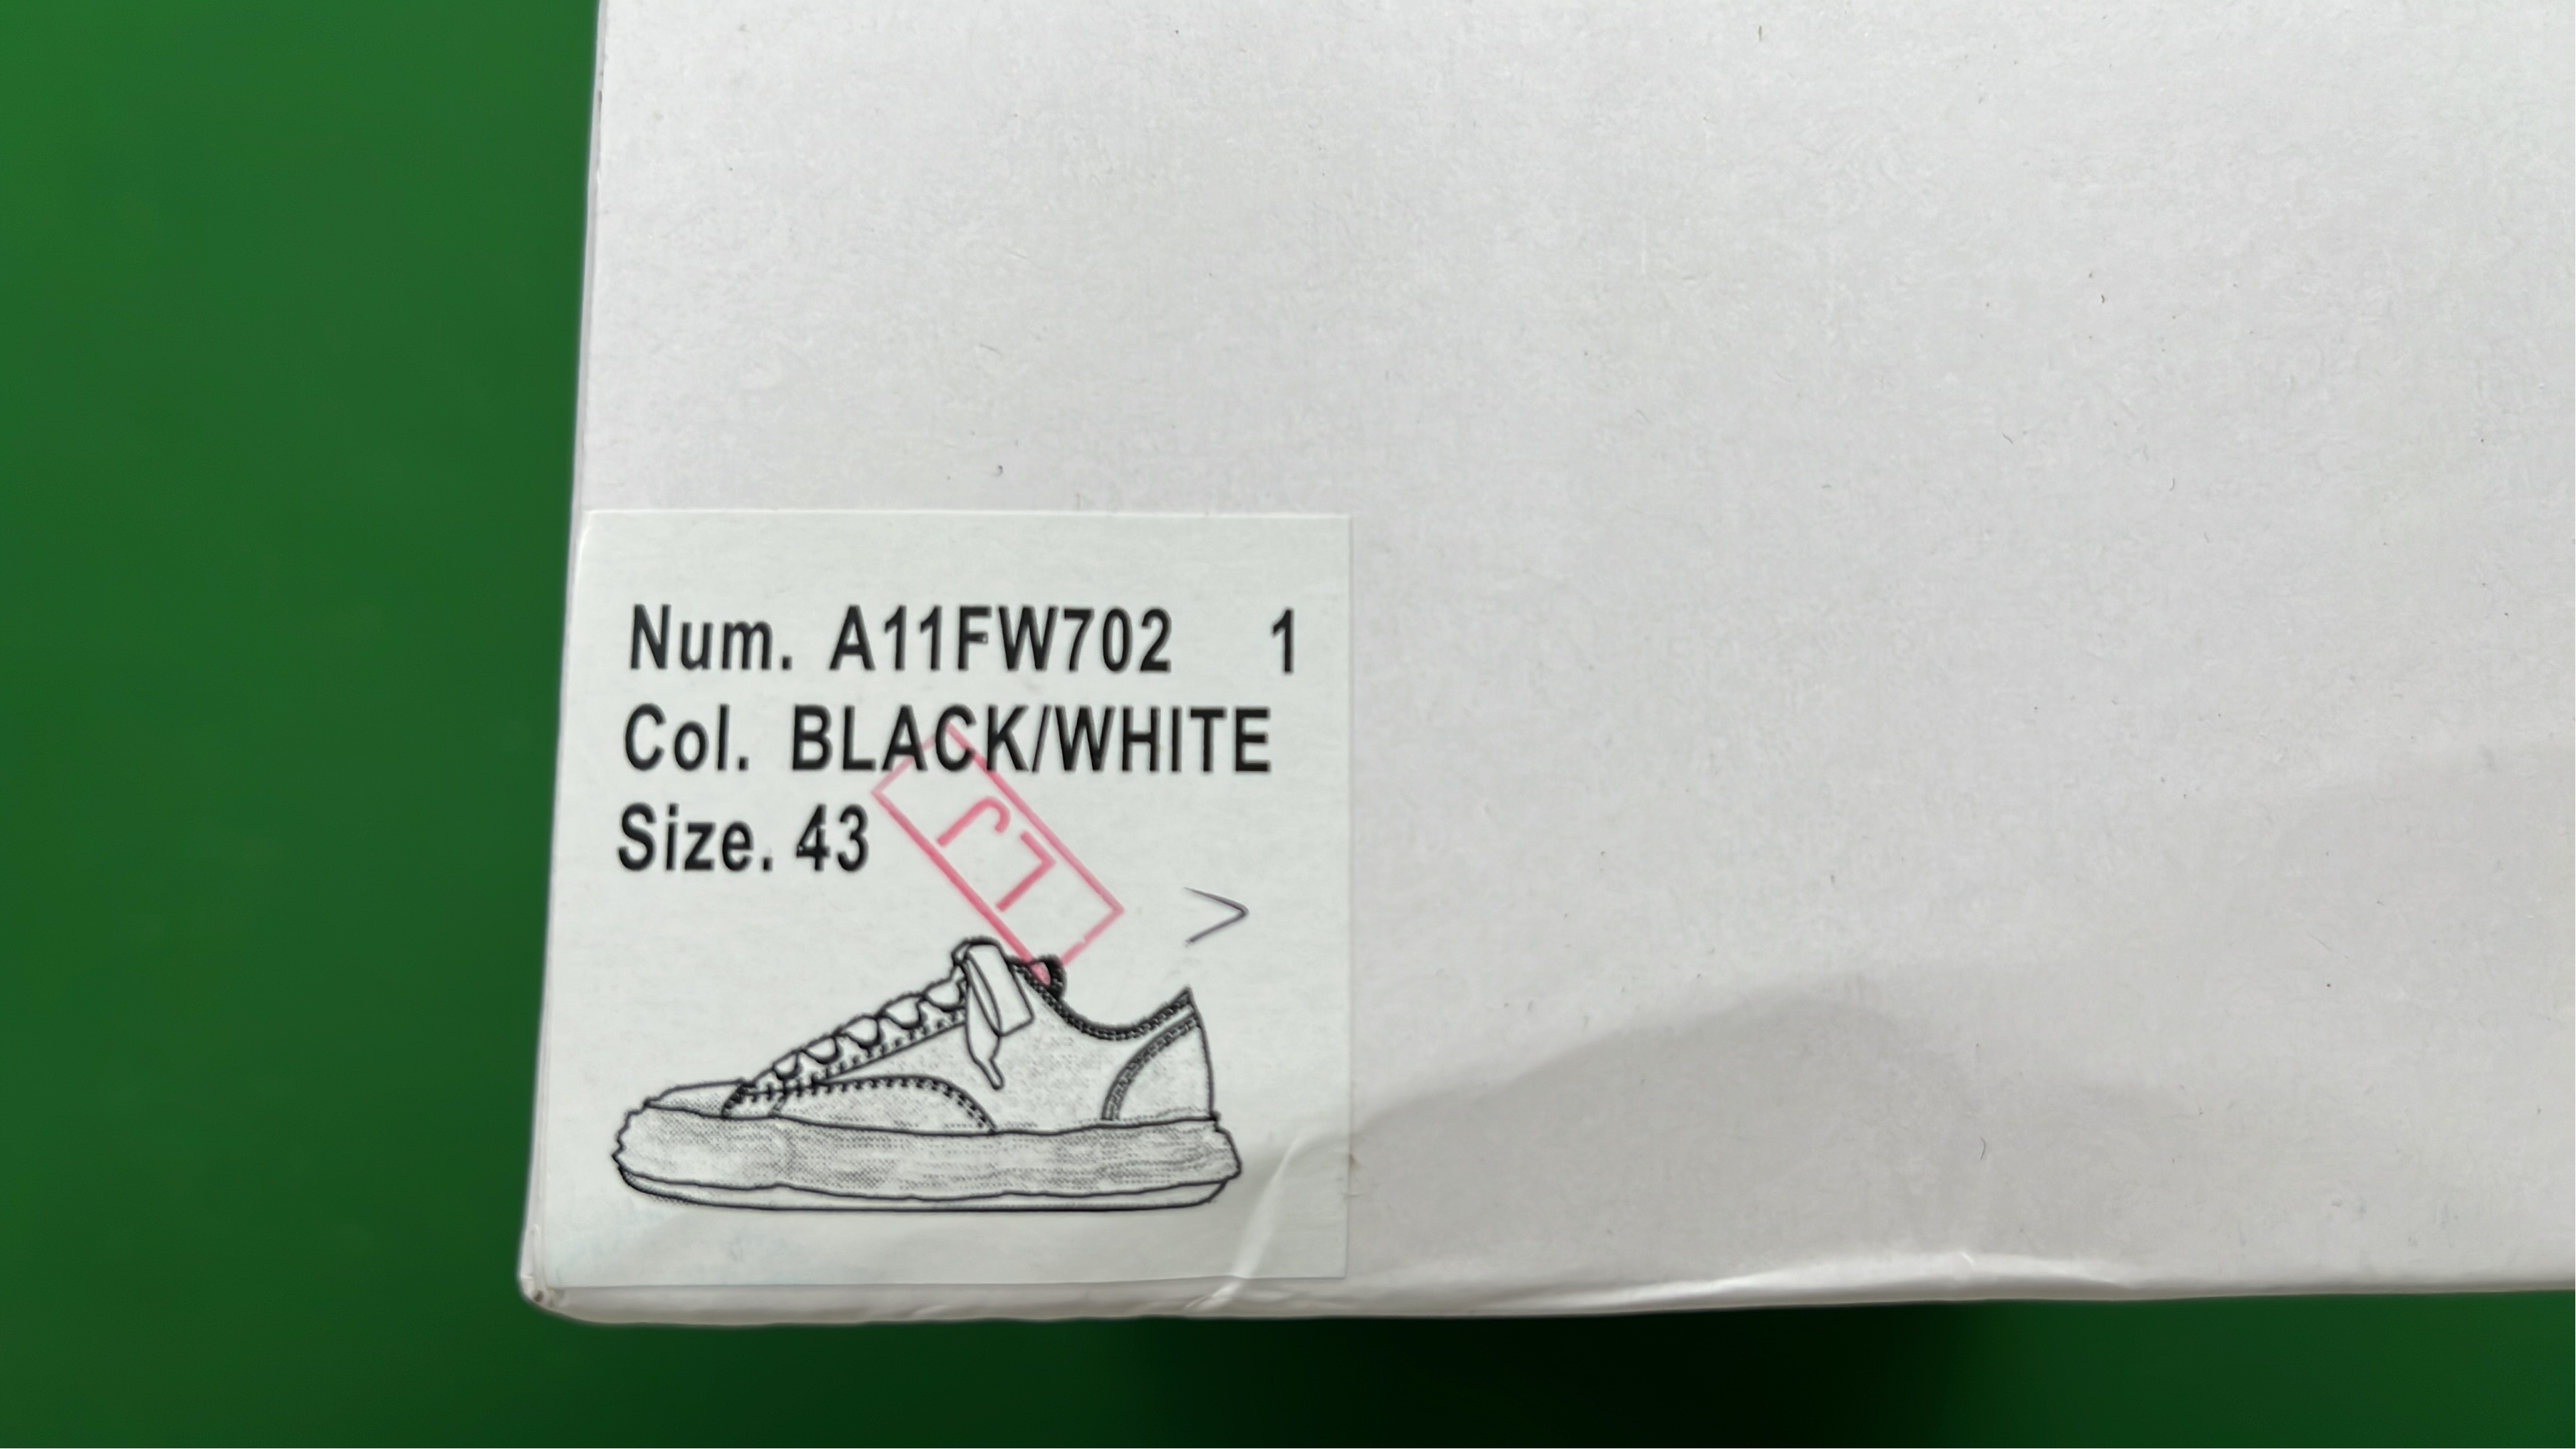 Num. A11FW702 1
Col. BLACK/WHITE
Size. 43